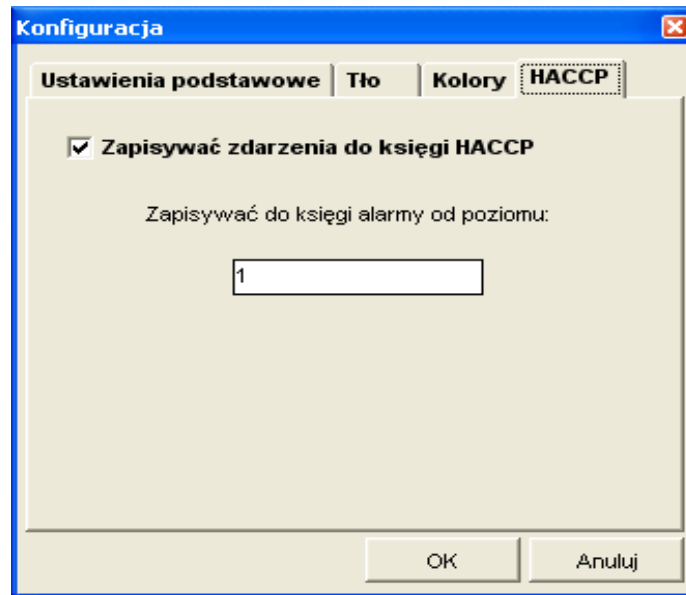 Konfiguracja
Ustawienia podstawowe Tło Kolory HACCP
Zapisywać zdarzenia do księgi HACCP
Zapisywać do księgi alarmy od poziomu:
1
OK Anuluj